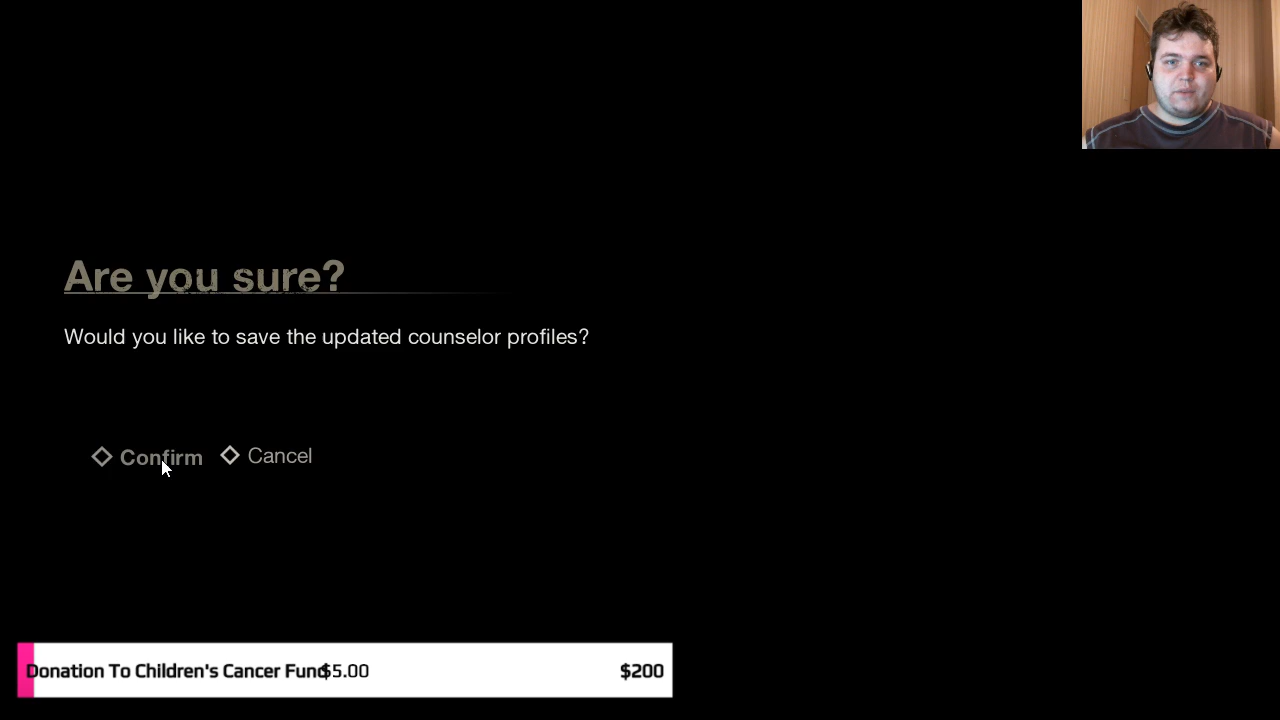 Are you sure?
Would you like to save the updated counselor profiles?
Confirm Cancel
Donation To Children's Cancer Fund $5.00 $200